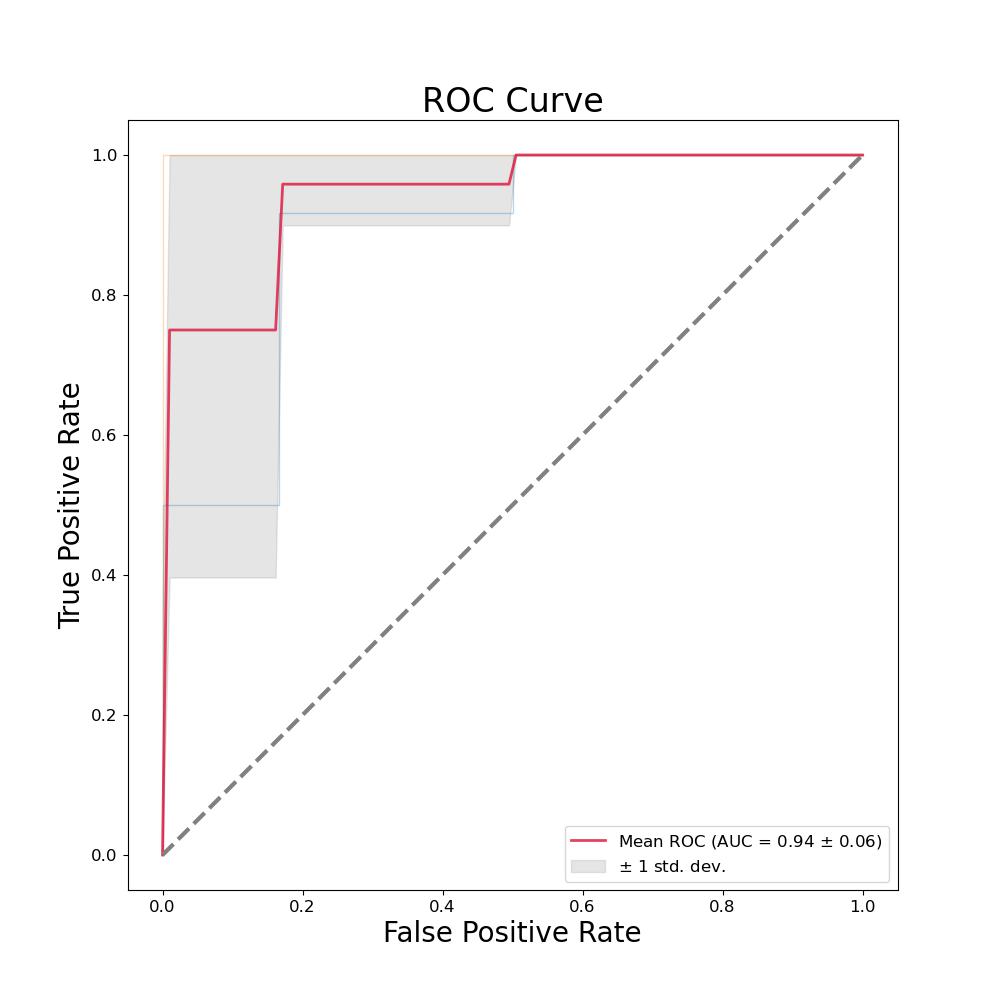 ROC Curve
1.0
0.8
0.6
0.4
0.2
0.0
True Positive Rate
Mean ROC (AUC = 0.94 ± 0.06)
± 1 std. dev.
0.0 0.2 0.4 0.6 0.8 1.0
False Positive Rate